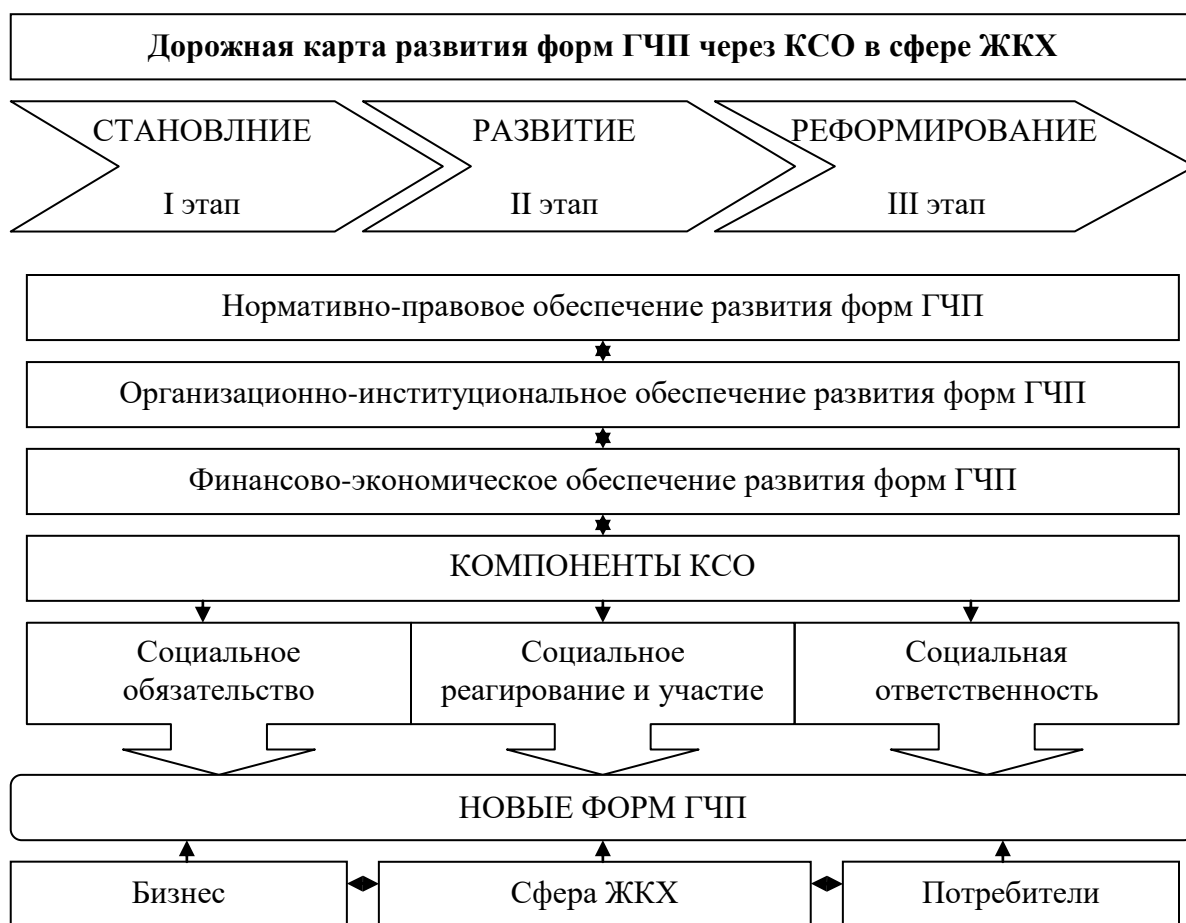 Дорожная карта развития форм ГЧП через КСО в сфере ЖКХ
СТАНОВЛНИЕ
I этап
РАЗВИТИЕ
II этап
РЕФОРМИРОВАНИЕ
III этап
Нормативно-правовое обеспечение развития форм ГЧП
Организационно-институциональное обеспечение развития форм ГЧП
Финансово-экономическое обеспечение развития форм ГЧП
КОМПОНЕНТЫ КСО
Социальное
обязательство
Социальное
реагирование и участие
Социальная
ответственность
НОВЫЕ ФОРМ ГЧП
Бизнес
Сфера ЖКХ
Потребители